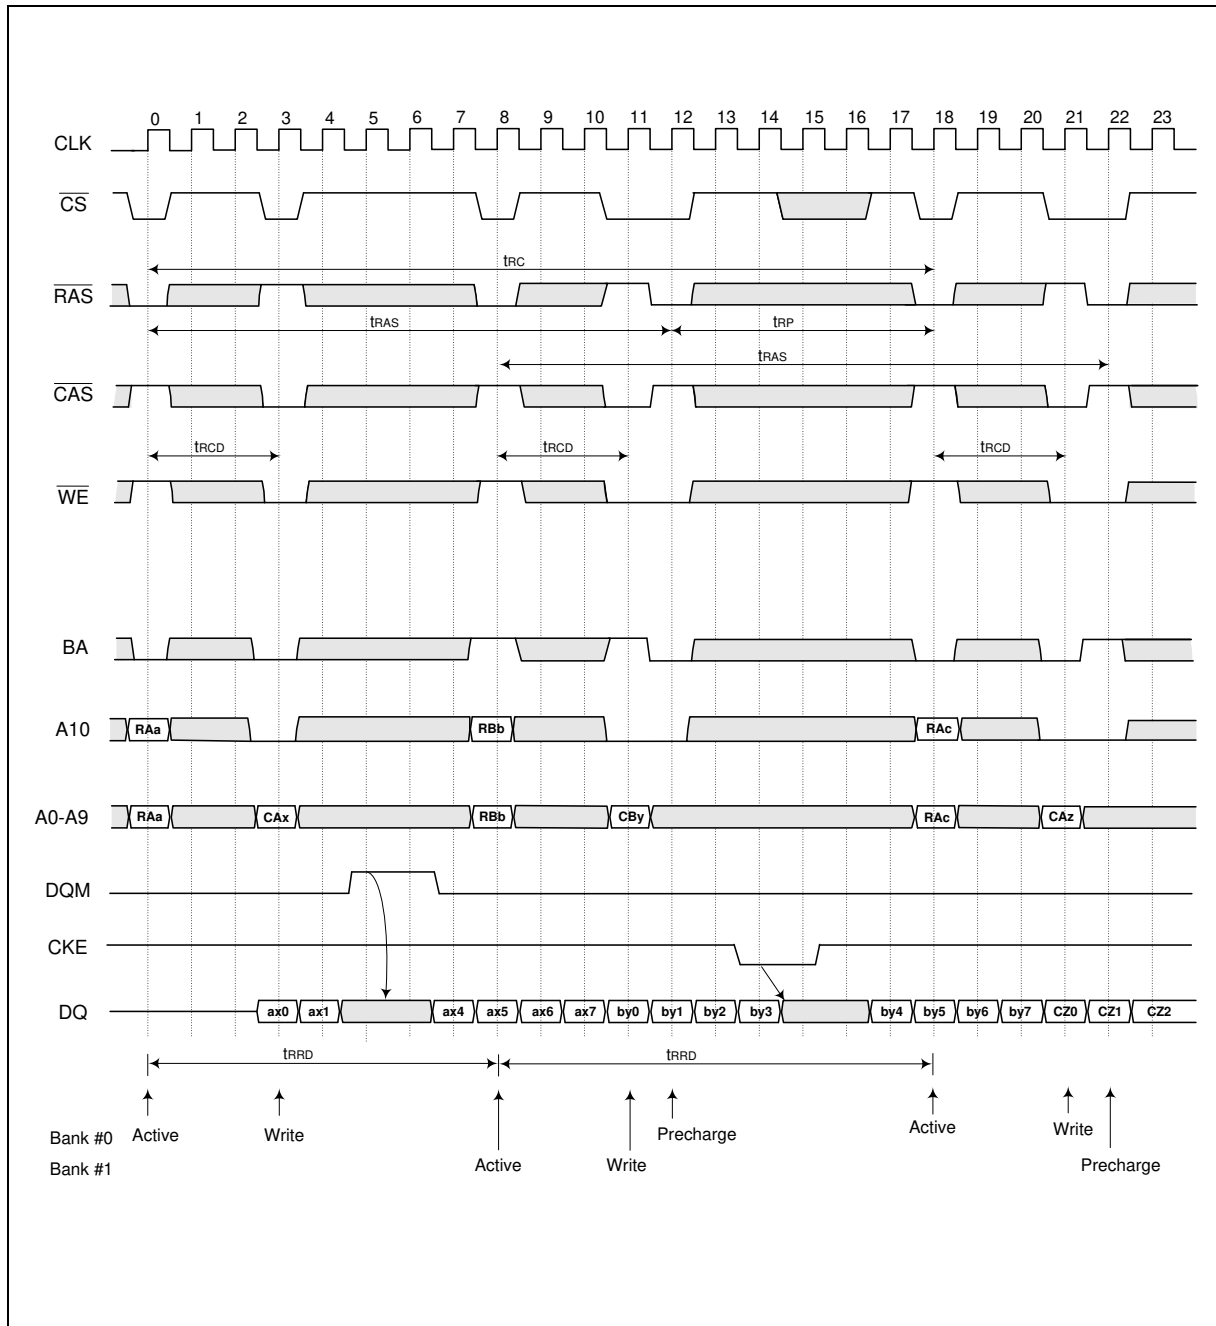 0 1 2 3 4 5 6 7 8 9 10 11 12 13 14 15 16 17 18 19 20 21 22 23
CLK
CS
tRC
RAS
tRAS tRP
tRAS
CAS
tRCD tRCD tRCD
WE
BA
A10 RAa RBb RAc
A0-A9 RAa CAx RBb CBy RAc CAz
DQM
CKE
DQ ax0 ax1 ax4 ax5 ax6 ax7 by0 by1 by2 by3 by4 by5 by6 by7 CZ0 CZ1 CZ2
tRRD tRRD
Bank #0 Active Write Precharge Active Write
Bank #1 Active Write Precharge